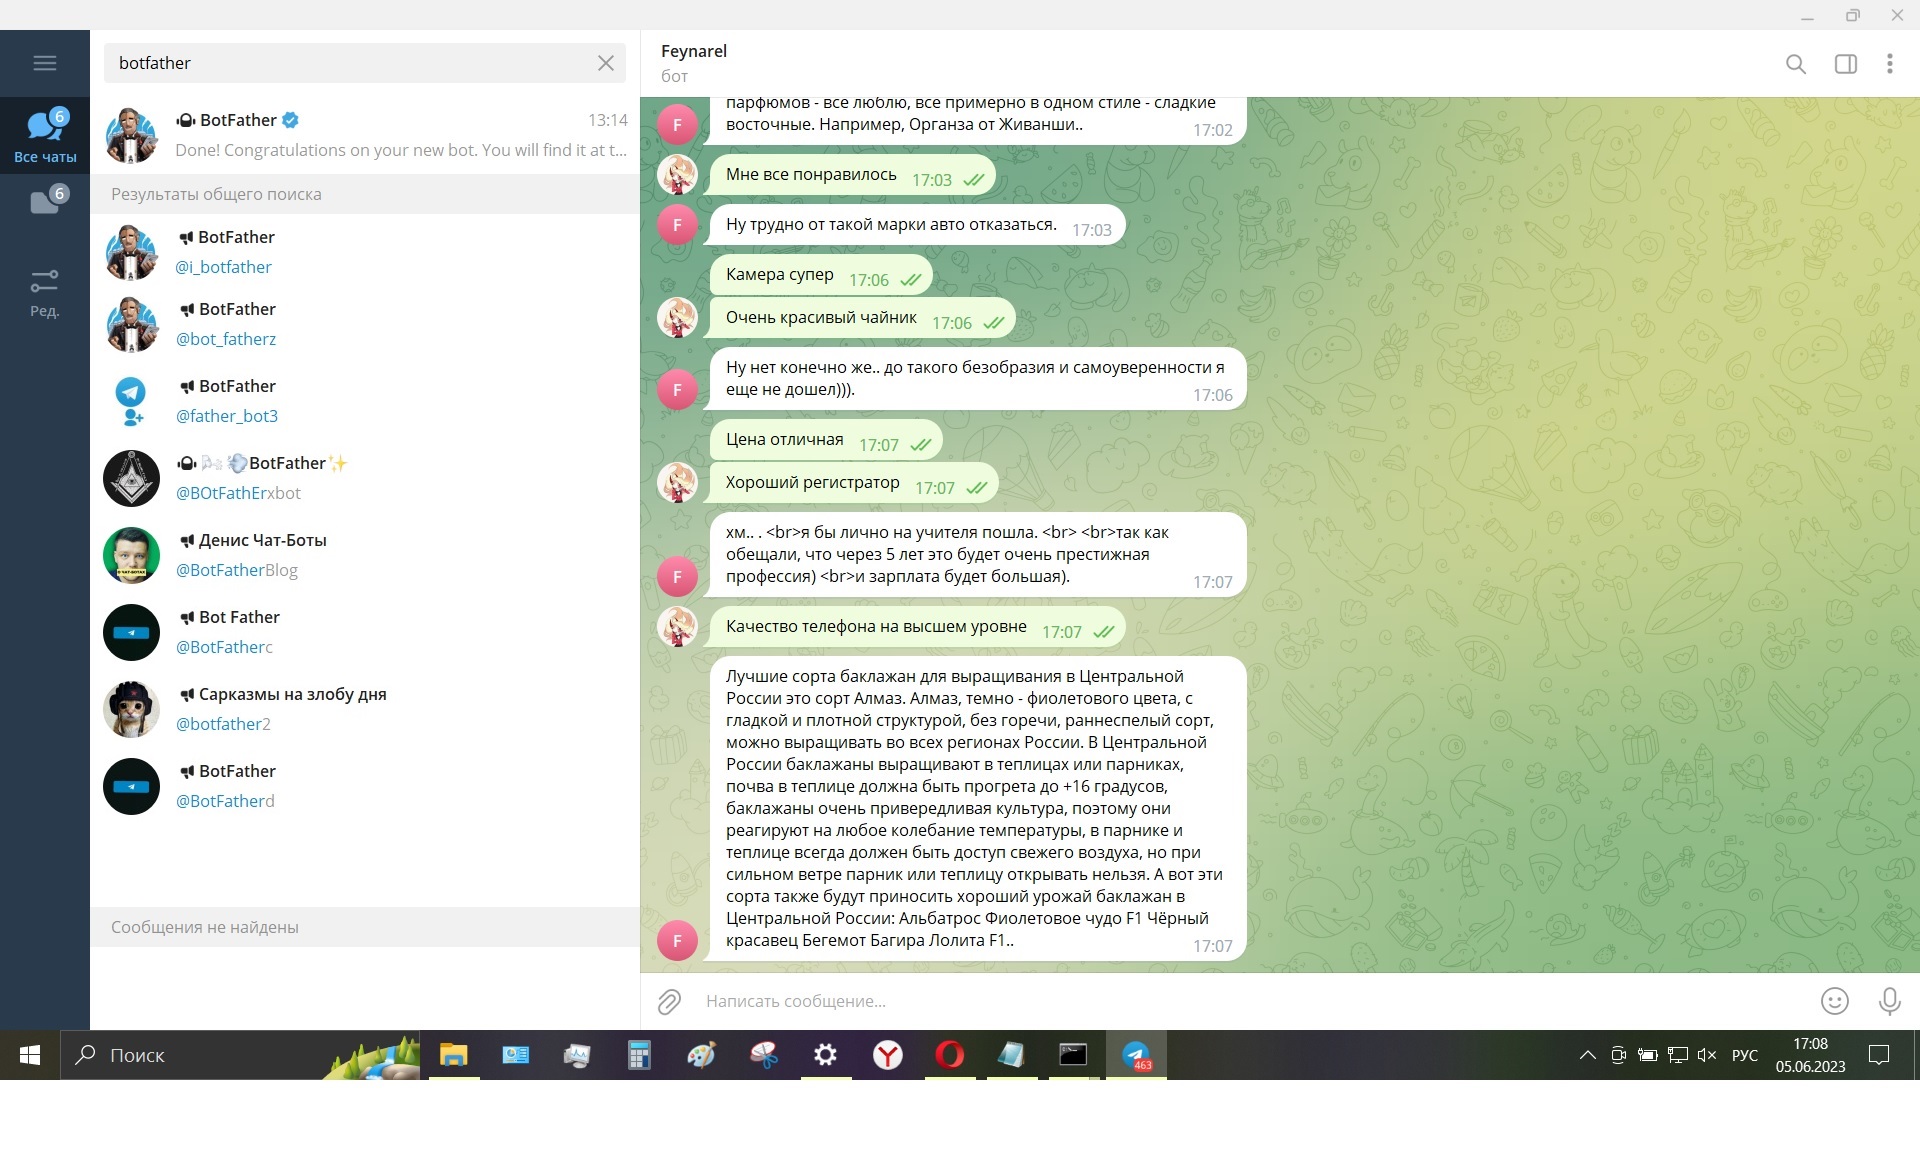 botfather
BotFather
13:14
Done! Congratulations on your new bot. You will find it at t...
Результаты общего поиска
BotFather
@i_botfather
BotFather
@bot_fatherz
BotFather
@father_bot3
BotFather
@BOtFathErxbot
Денис Чат-Боты
@BotFatherBlog
Bot Father
@BotFatherc
Сарказмы на злобу дня
@botfather2
BotFather
@BotFatherd
Сообщения не найдены
6
Все чаты
6
Ред.
Feynarel
бот
парфюмов - все люблю, все примерно в одном стиле - сладкие
восточные. Например, Органза от Живанши..
17:02
F
Мне все понравилось 17:03
Ну трудно от такой марки авто отказаться. 17:03
F
Камера супер 17:06
Очень красивый чайник 17:06
Ну нет конечно же.. до такого безобразия и самоуверенности я
еще не дошел))).
17:06
F
Цена отличная 17:07
Хороший регистратор 17:07
хм.. . <br>я бы лично на учителя пошла. <br> <br>так как
обещали, что через 5 лет это будет очень престижная
профессия) <br>и зарплата будет большая).
17:07
F
Качество телефона на высшем уровне 17:07
Лучшие сорта баклажан для выращивания в Центральной
России это сорт Алмаз. Алмаз, темно - фиолетового цвета, с
гладкой и плотной структурой, без горечи, раннеспелый сорт,
можно выращивать во всех регионах России. В Центральной
России баклажаны выращивают в теплицах или парниках,
почва в теплице должна быть прогрета до +16 градусов,
баклажаны очень привередливая культура, поэтому они
реагируют на любое колебание температуры, в парнике и
теплице всегда должен быть доступ свежего воздуха, но при
сильном ветре парник или теплицу открывать нельзя. А вот эти
сорта также будут приносить хороший урожай баклажан в
Центральной России: Альбатрос Фиолетовое чудо F1 Чёрный
красавец Бегемот Багира Лолита F1..
17:07
F
Написать сообщение...
Поиск
463
РУС
17:08
05.06.2023